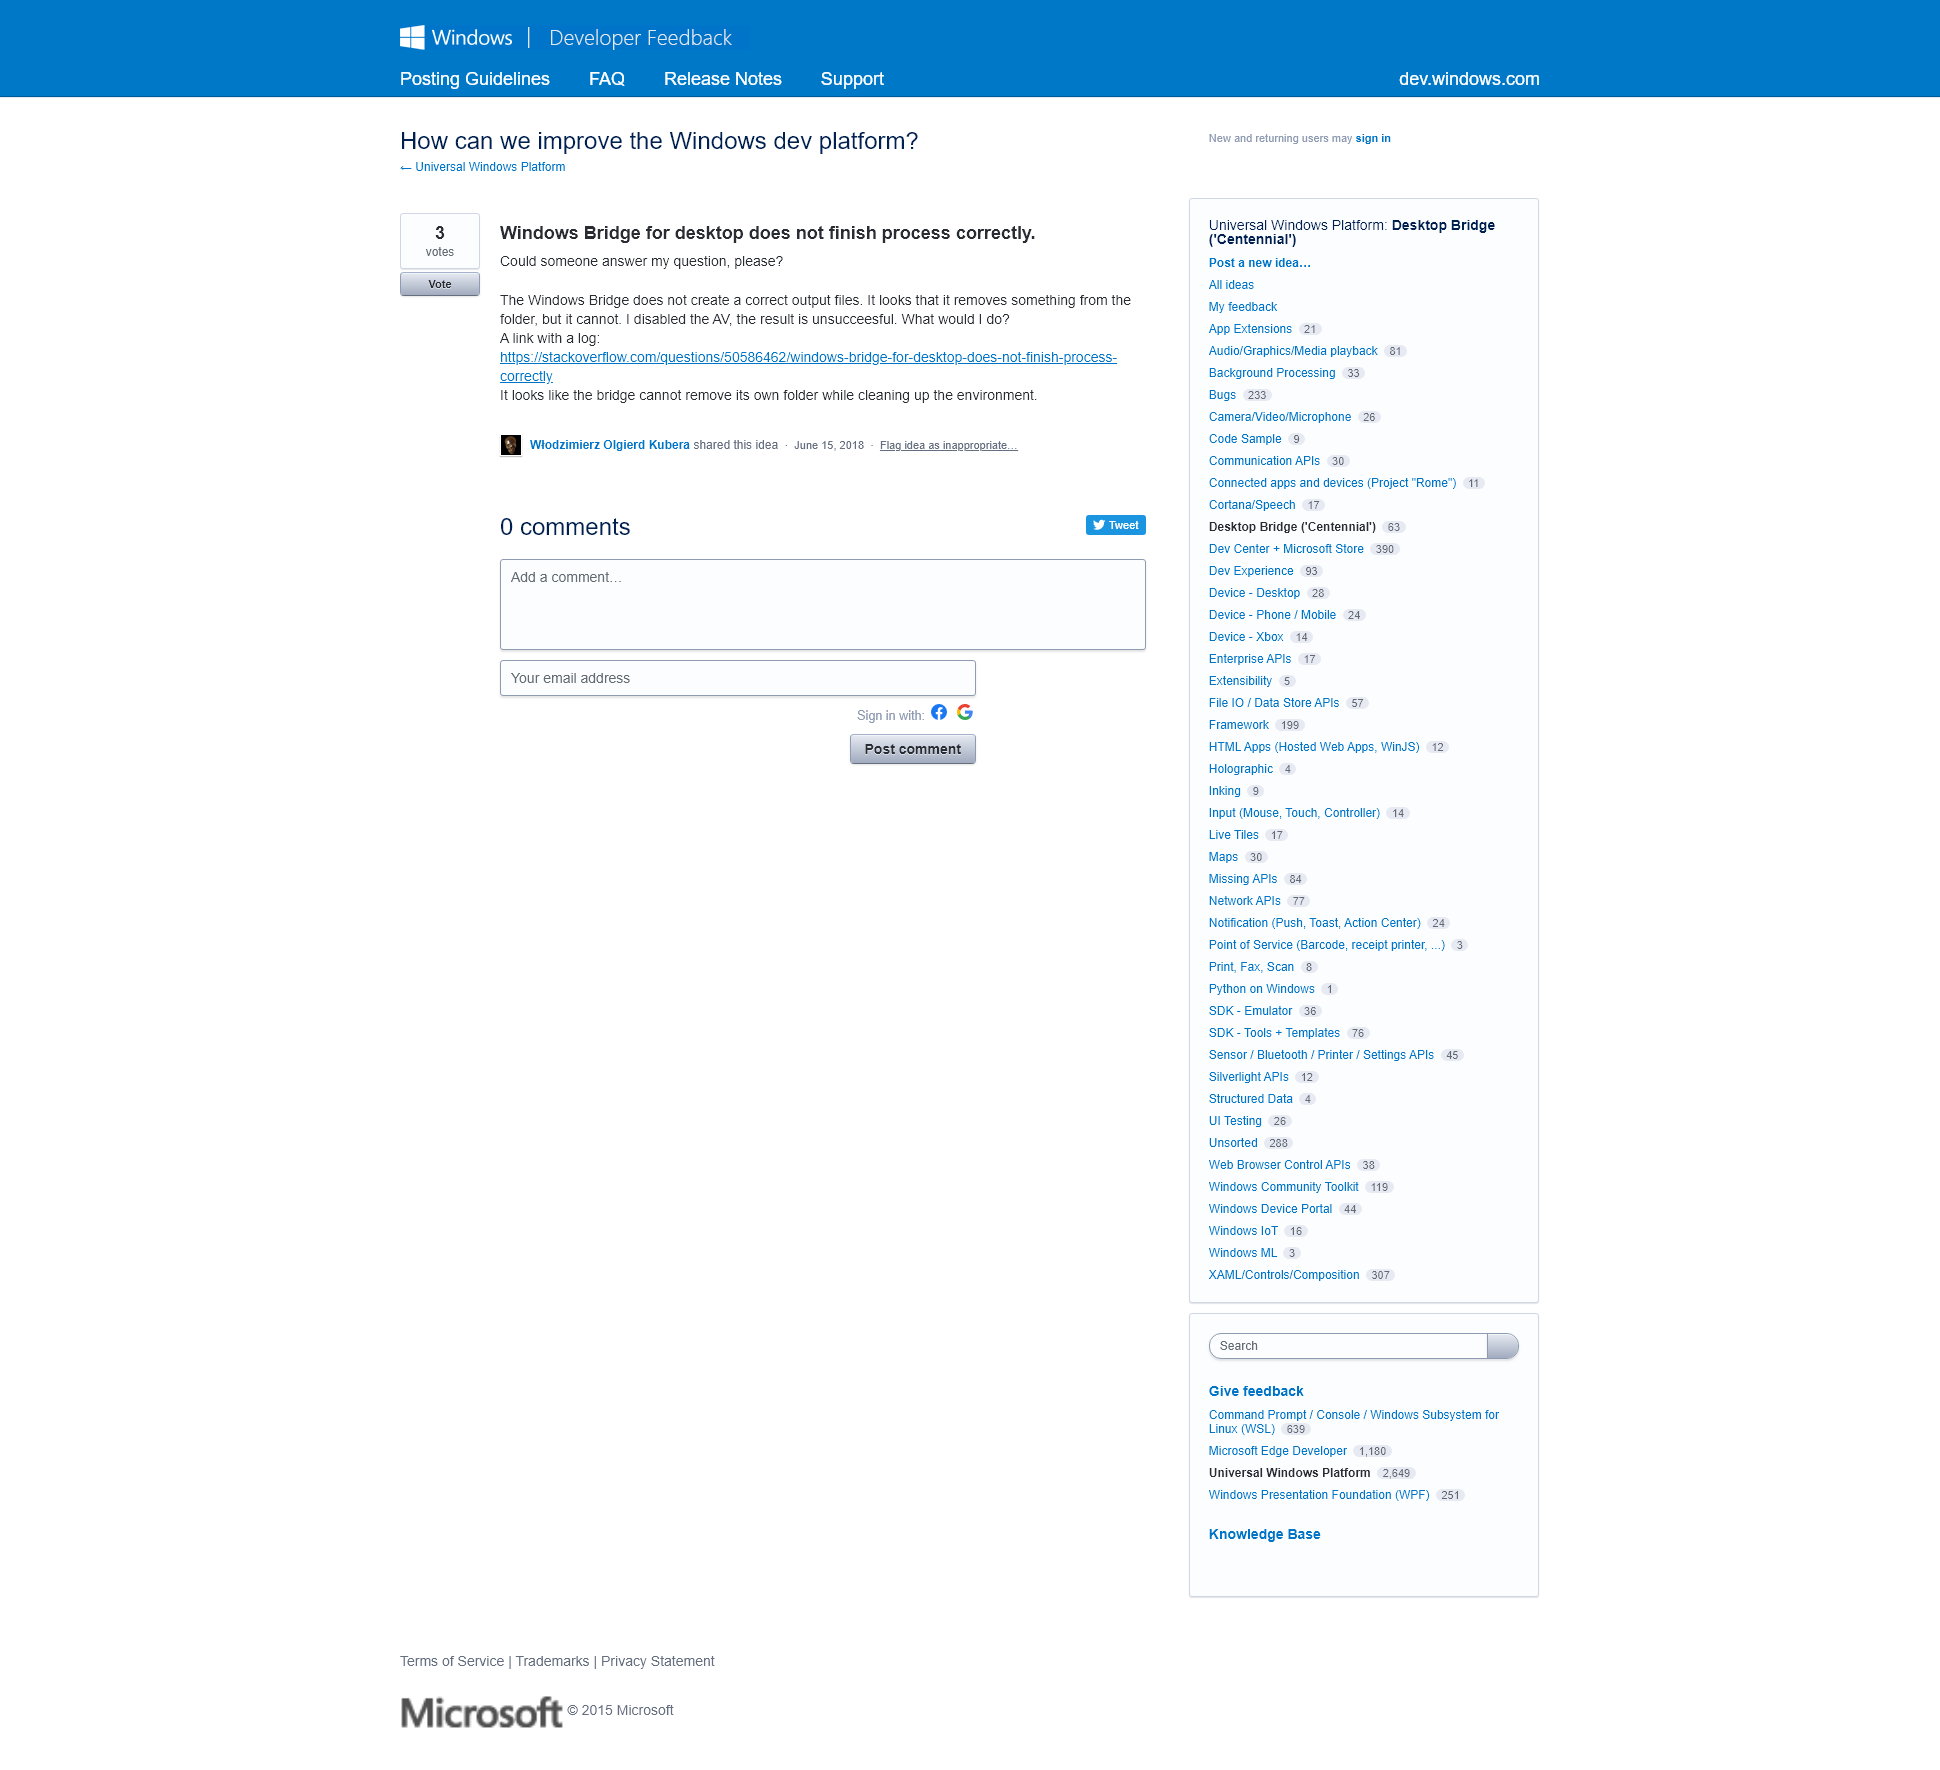 Windows | Developer Feedback
Posting Guidelines FAQ Release Notes Support dev.windows.com
How can we improve the Windows dev platform?
← Universal Windows Platform
New and returning users may sign in
3
votes
Vote
Windows Bridge for desktop does not finish process correctly.
Could someone answer my question, please?
The Windows Bridge does not create a correct output files. It looks that it removes something from the
folder, but it cannot. I disabled the AV, the result is unsucceesful. What would I do?
A link with a log:
https://stackoverflow.com/questions/50586462/windows-bridge-for-desktop-does-not-finish-process-
correctly
It looks like the bridge cannot remove its own folder while cleaning up the environment.
Włodzimierz Olgierd Kubera shared this idea · June 15, 2018 · Flag idea as inappropriate…
0 comments
Tweet
Add a comment…
Your email address
Sign in with:
Post comment
Universal Windows Platform: Desktop Bridge
('Centennial')
Post a new idea…
All ideas
My feedback
App Extensions 21
Audio/Graphics/Media playback 81
Background Processing 33
Bugs 233
Camera/Video/Microphone 26
Code Sample 9
Communication APIs 30
Connected apps and devices (Project "Rome") 11
Cortana/Speech 17
Desktop Bridge ('Centennial') 63
Dev Center + Microsoft Store 390
Dev Experience 93
Device - Desktop 28
Device - Phone / Mobile 24
Device - Xbox 14
Enterprise APIs 17
Extensibility 5
File IO / Data Store APIs 57
Framework 199
HTML Apps (Hosted Web Apps, WinJS) 12
Holographic 4
Inking 9
Input (Mouse, Touch, Controller) 14
Live Tiles 17
Maps 30
Missing APIs 84
Network APIs 77
Notification (Push, Toast, Action Center) 24
Point of Service (Barcode, receipt printer, ...) 3
Print, Fax, Scan 8
Python on Windows 1
SDK - Emulator 36
SDK - Tools + Templates 76
Sensor / Bluetooth / Printer / Settings APIs 45
Silverlight APIs 12
Structured Data 4
UI Testing 26
Unsorted 288
Web Browser Control APIs 38
Windows Community Toolkit 119
Windows Device Portal 44
Windows IoT 16
Windows ML 3
XAML/Controls/Composition 307
Search
Give feedback
Command Prompt / Console / Windows Subsystem for
Linux (WSL) 639
Microsoft Edge Developer 1,180
Universal Windows Platform 2,649
Windows Presentation Foundation (WPF) 251
Knowledge Base
Terms of Service | Trademarks | Privacy Statement
Microsoft © 2015 Microsoft